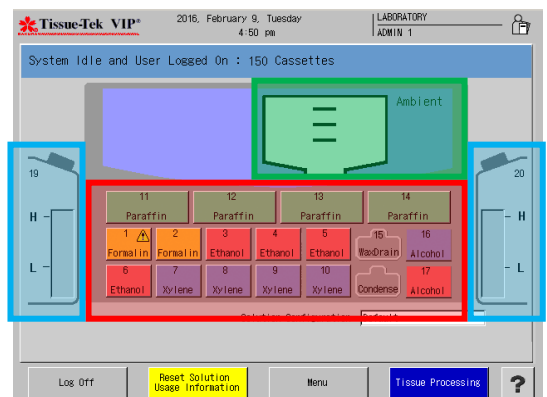 Tissue-Tek VIP®
2016, February 9, Tuesday
4:50 pm
LABORATORY
ADMIN 1
System Idle and User Logged On : 150 Cassettes
Ambient
19
20
H
H
L
L
11
Paraffin
12
Paraffin
13
Paraffin
14
Paraffin
1
Formalin
2
Formalin
3
Ethanol
4
Ethanol
5
Ethanol
15
WaxDrain
16
Alcohol
6
Ethanol
7
Xylene
8
Xylene
9
Xylene
10
Xylene
Condense
17
Alcohol
Log Off
Reset Solution
Usage Information
Menu
Tissue Processing
?